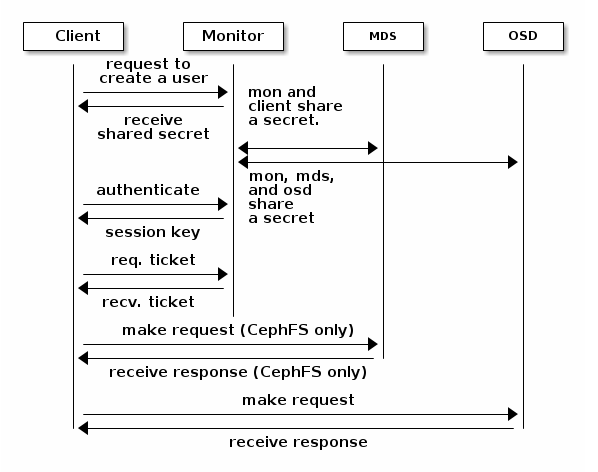 Client
Monitor
MDS
OSD
request to
create a user
mon and
client share
a secret.
receive
shared secret
mon, mds,
and osd
share
a secret
authenticate
session key
req. ticket
recv. ticket
make request (CephFS only)
receive response (CephFS only)
make request
receive response